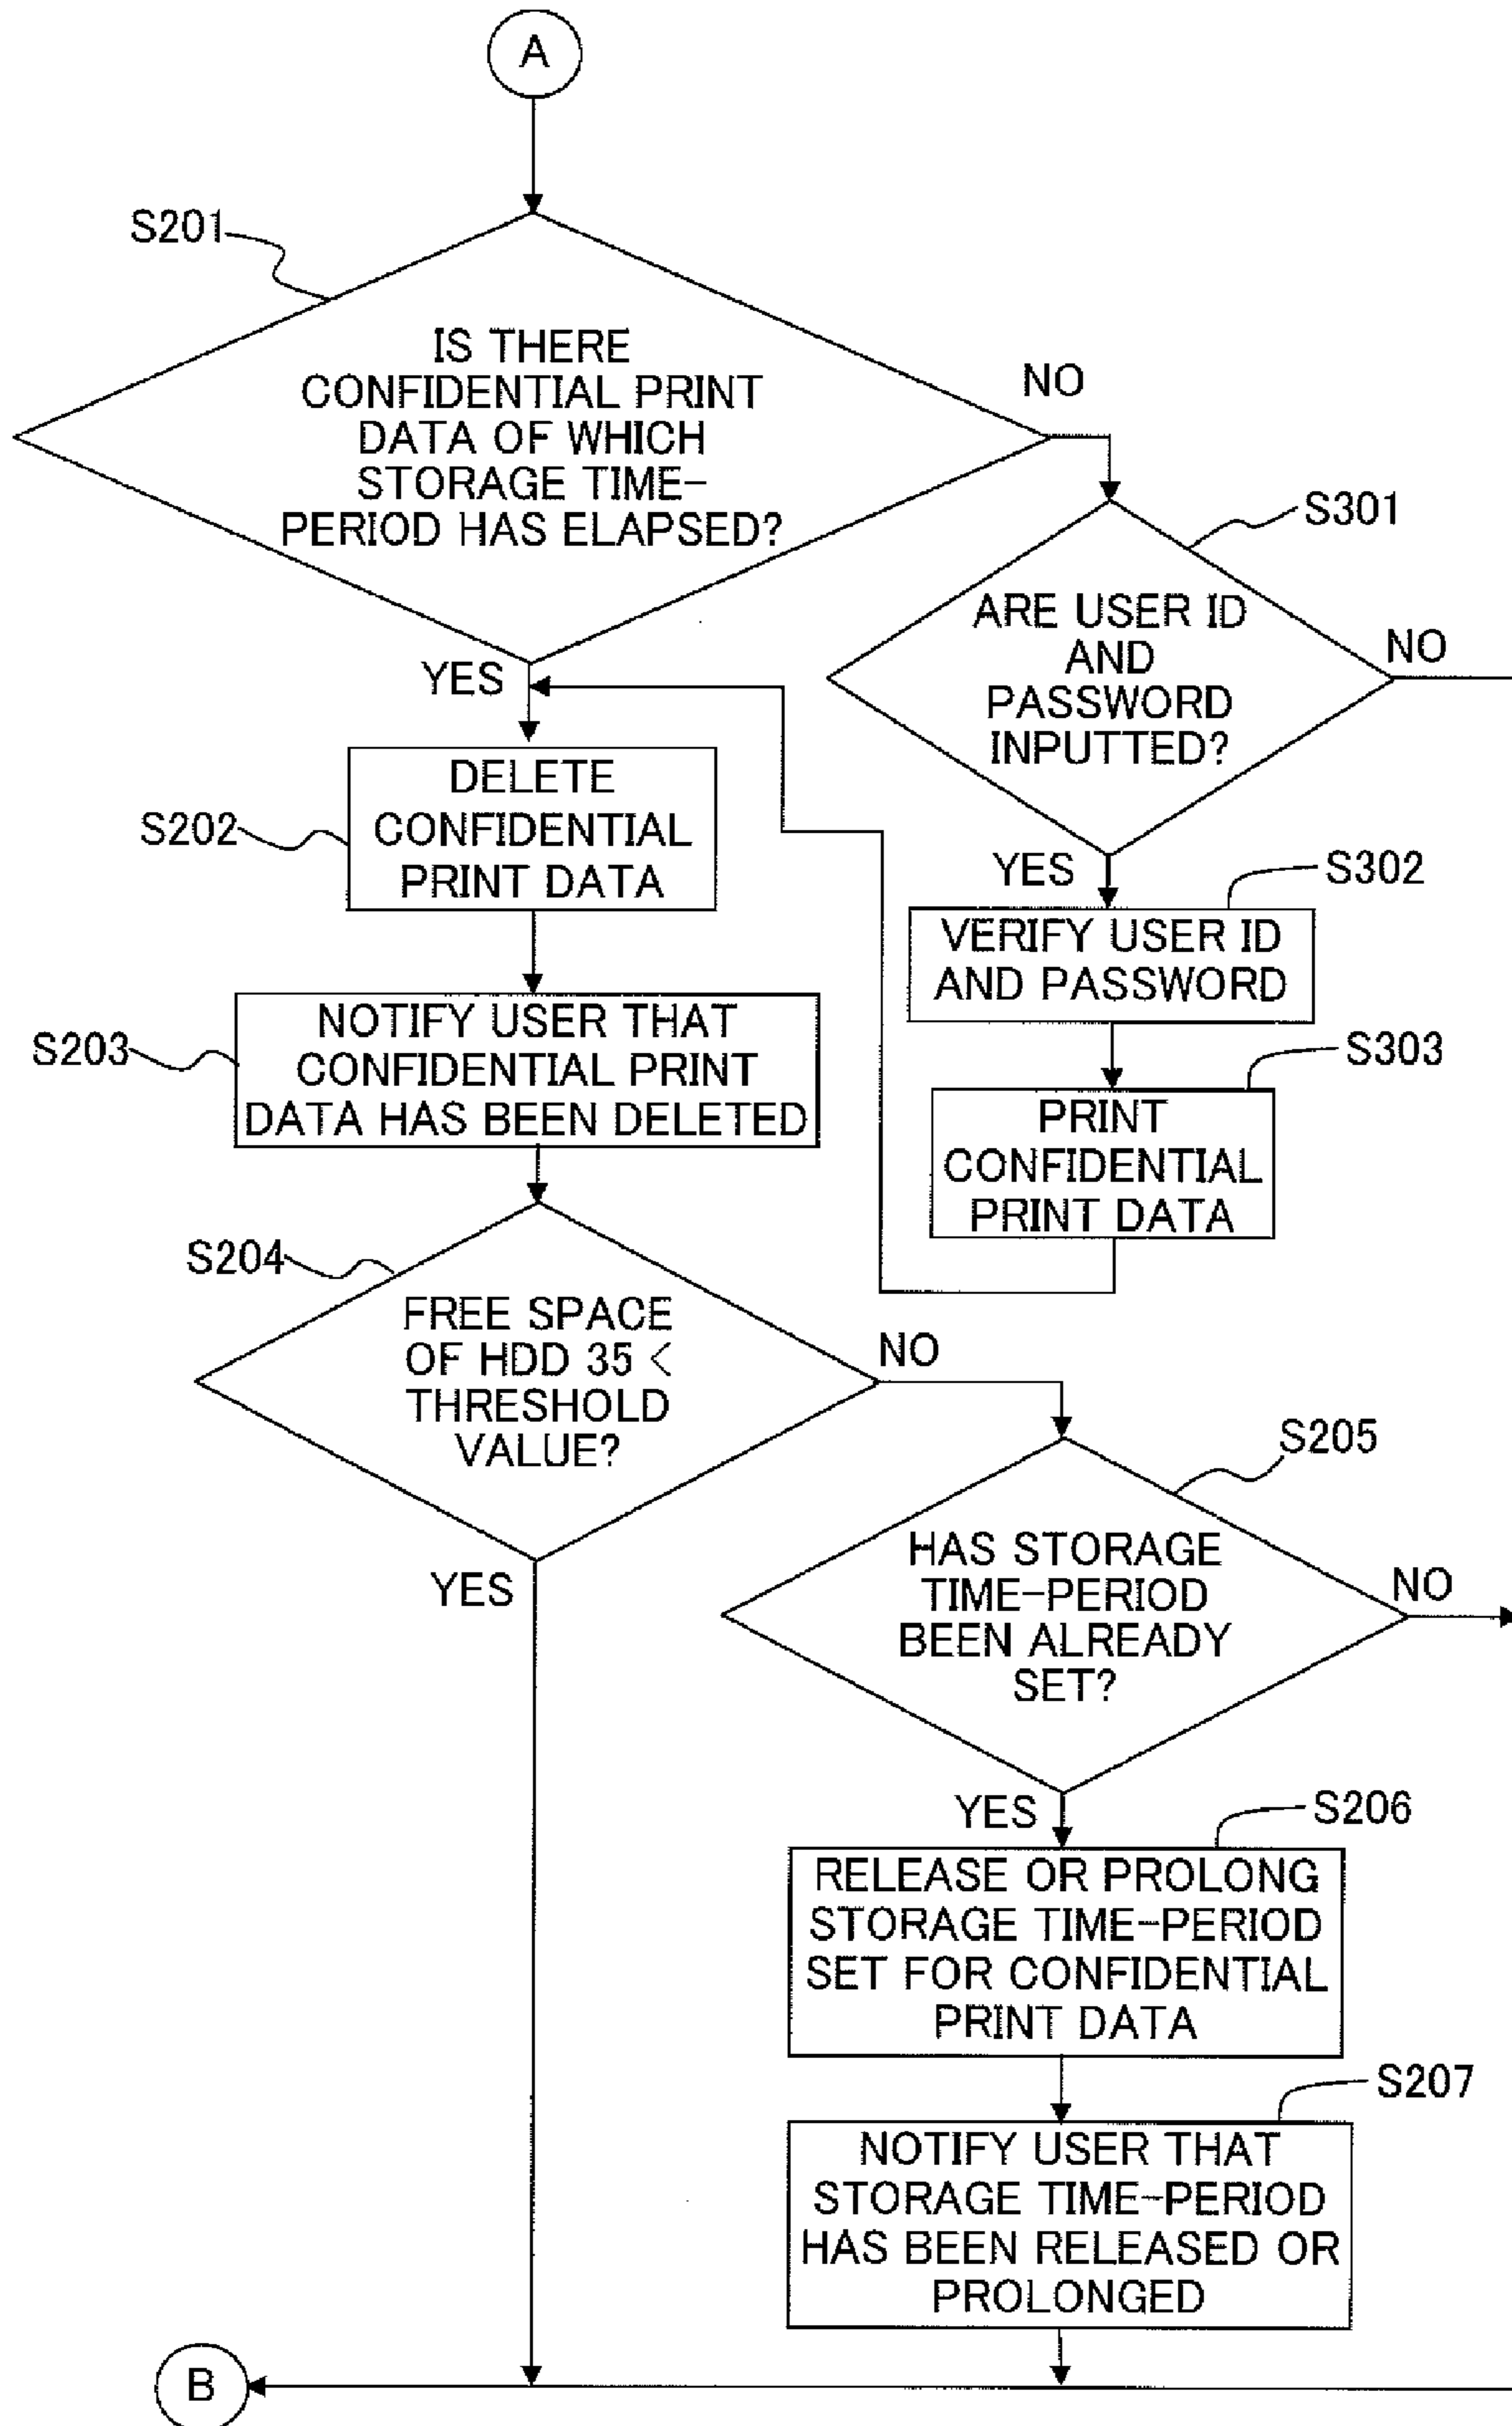 A
S201
IS THERE
CONFIDENTIAL PRINT
DATA OF WHICH
STORAGE TIME-
PERIOD HAS ELAPSED?
NO
YES
S301
ARE USER ID
AND
PASSWORD
INPUTTED?
NO
YES
S202
DELETE
CONFIDENTIAL
PRINT DATA
S302
VERIFY USER ID
AND PASSWORD
S203
NOTIFY USER THAT
CONFIDENTIAL PRINT
DATA HAS BEEN DELETED
S303
PRINT
CONFIDENTIAL
PRINT DATA
S204
FREE SPACE
OF HDD 35 <
THRESHOLD
VALUE?
NO
YES
S205
HAS STORAGE
TIME-PERIOD
BEEN ALREADY
SET?
NO
YES
S206
RELEASE OR PROLONG
STORAGE TIME-PERIOD
SET FOR CONFIDENTIAL
PRINT DATA
S207
NOTIFY USER THAT
STORAGE TIME-PERIOD
HAS BEEN RELEASED OR
PROLONGED
B